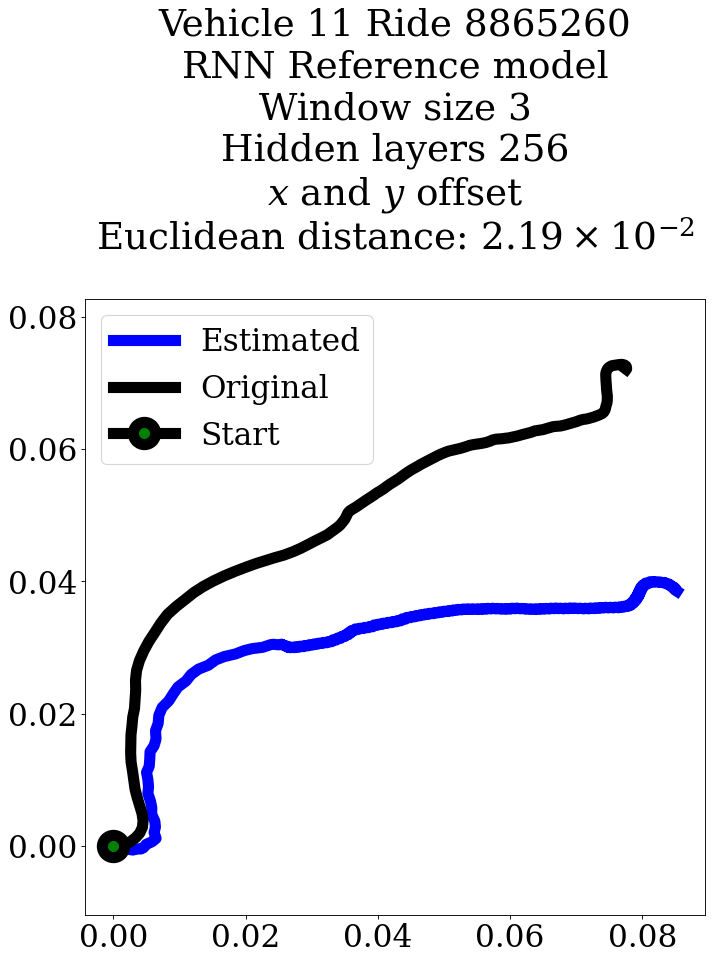 Vehicle 11 Ride 8865260
RNN Reference model
Window size 3
Hidden layers 256
x and y offset
Euclidean distance: 2.19 × 10⁻²
Estimated
Original
Start
0.08
0.06
0.04
0.02
0.00
0.00 0.02 0.04 0.06 0.08